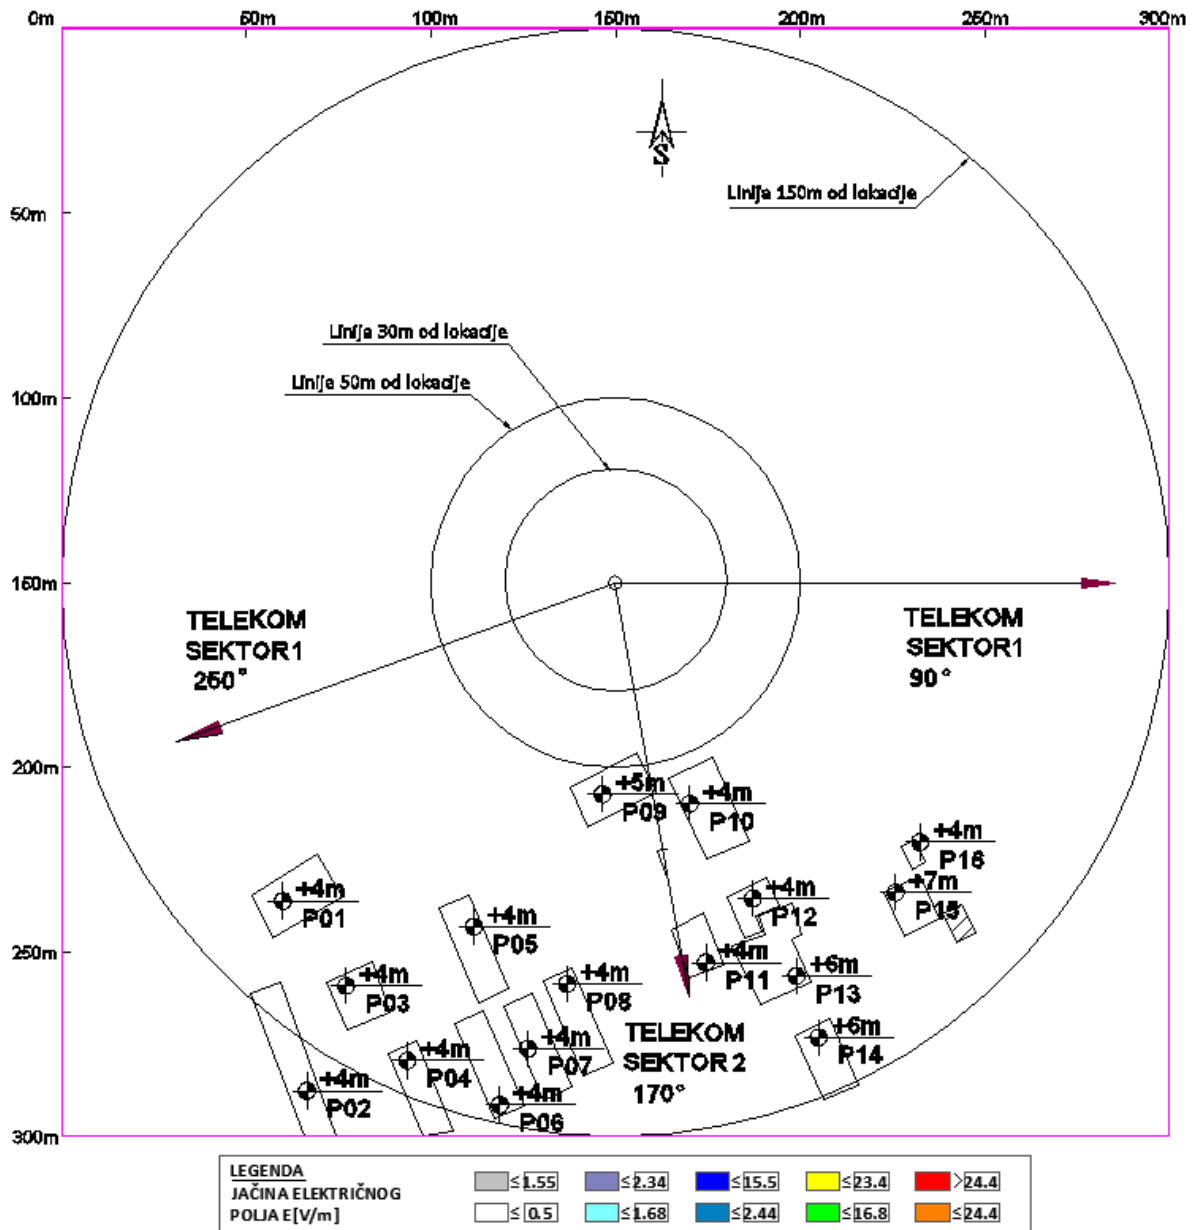 0m 50m 100m 150m 200m 250m 300m
S
Linija 150m od lokacije
50m
Linija 30m od lokacije
Linija 50m od lokacije
100m
150m
TELEKOM
SEKTOR1
250°
TELEKOM
SEKTOR1
90°
200m
+5m
P09
+4m
P10
+4m
P16
+7m
P15
+4m
P01
+4m
P12
+4m
P05
250m
+4m
P11
+6m
P13
+4m
P03
+4m
P08
TELEKOM
SEKTOR 2
170°
+6m
P14
+4m
P07
+4m
P04
+4m
P02
+4m
P06
300m
LEGENDA
JAČINA ELEKTRIČNOG
POLJA E[V/m]
≤1.55 ≤2.34 ≤15.5 ≤23.4 >24.4
≤ 0.5 ≤1.68 ≤2.44 ≤16.8 ≤24.4